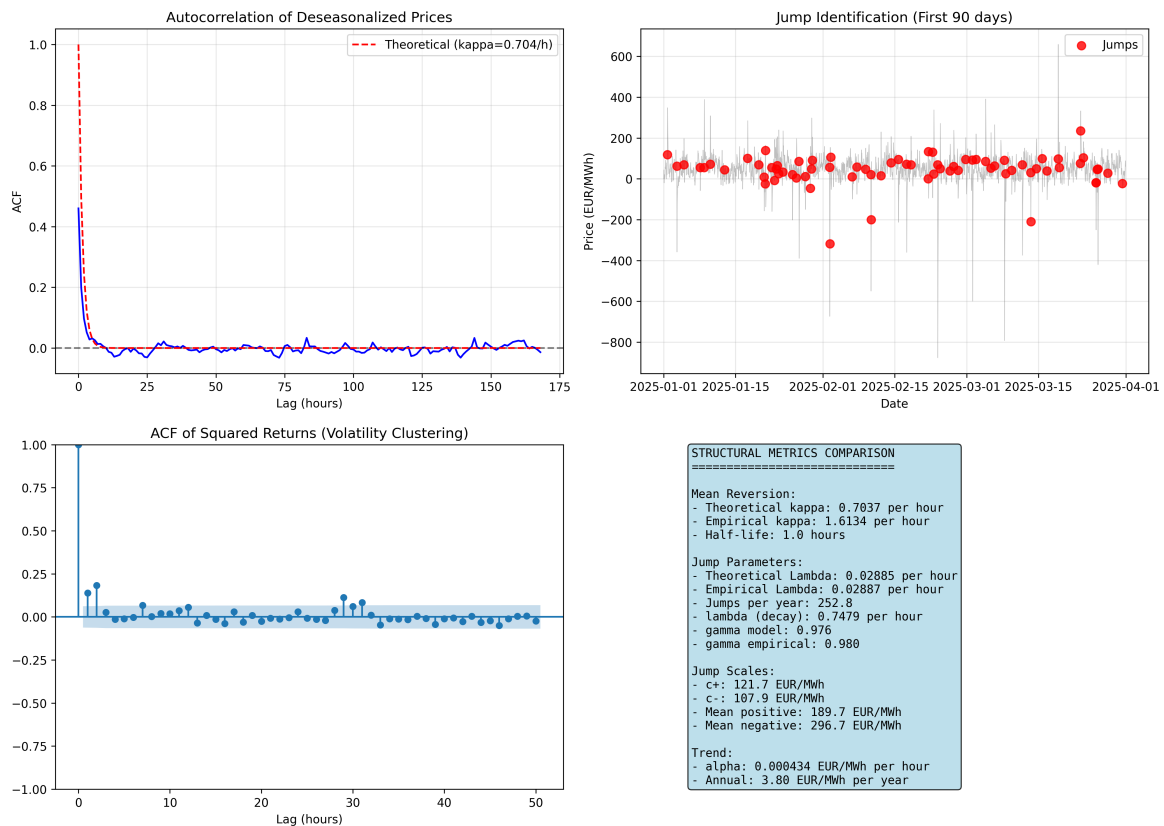 Autocorrelation of Deseasonalized Prices
Theoretical (kappa=0.704/h)
ACF
1.0
0.8
0.6
0.4
0.2
0.0
0 25 50 75 100 125 150 175
Lag (hours)
Jump Identification (First 90 days)
Jumps
Price (EUR/MWh)
600
400
200
0
−200
−400
−600
−800
2025-01-01 2025-01-15 2025-02-01 2025-02-15 2025-03-01 2025-03-15 2025-04-01
Date
ACF of Squared Returns (Volatility Clustering)
1.00
0.75
0.50
0.25
0.00
−0.25
−0.50
−0.75
−1.00
0 10 20 30 40 50
Lag (hours)
STRUCTURAL METRICS COMPARISON
=============================
Mean Reversion:
- Theoretical kappa: 0.7037 per hour
- Empirical kappa: 1.6134 per hour
- Half-life: 1.0 hours
Jump Parameters:
- Theoretical Lambda: 0.02885 per hour
- Empirical Lambda: 0.02887 per hour
- Jumps per year: 252.8
- lambda (decay): 0.7479 per hour
- gamma model: 0.976
- gamma empirical: 0.980
Jump Scales:
- c+: 121.7 EUR/MWh
- c-: 107.9 EUR/MWh
- Mean positive: 189.7 EUR/MWh
- Mean negative: 296.7 EUR/MWh
Trend:
- alpha: 0.000434 EUR/MWh per hour
- Annual: 3.80 EUR/MWh per year